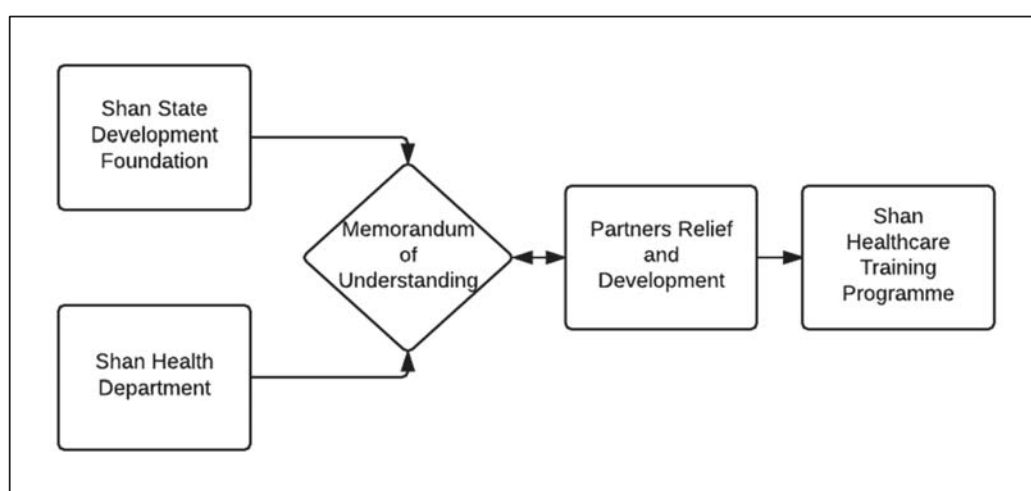 Shan State
Development
Foundation
Shan Health
Department
Memorandum
of
Understanding
Partners Relief
and
Development
Shan
Healthcare
Training
Programme